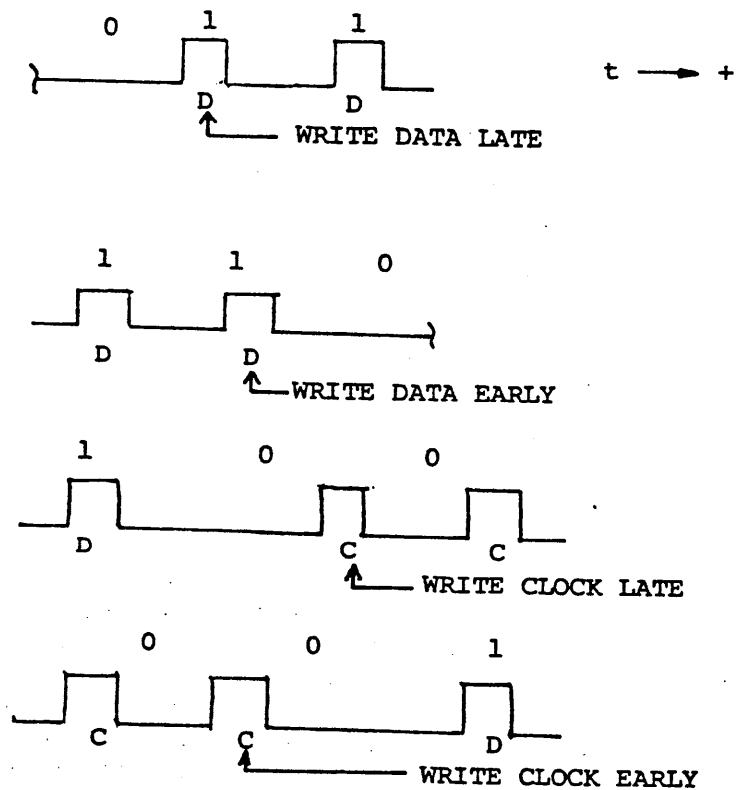 0 1 1
t → +
D D
WRITE DATA LATE
1 1 0
D D
WRITE DATA EARLY
1 0 0
D C C
WRITE CLOCK LATE
0 0 1
C C D
WRITE CLOCK EARLY